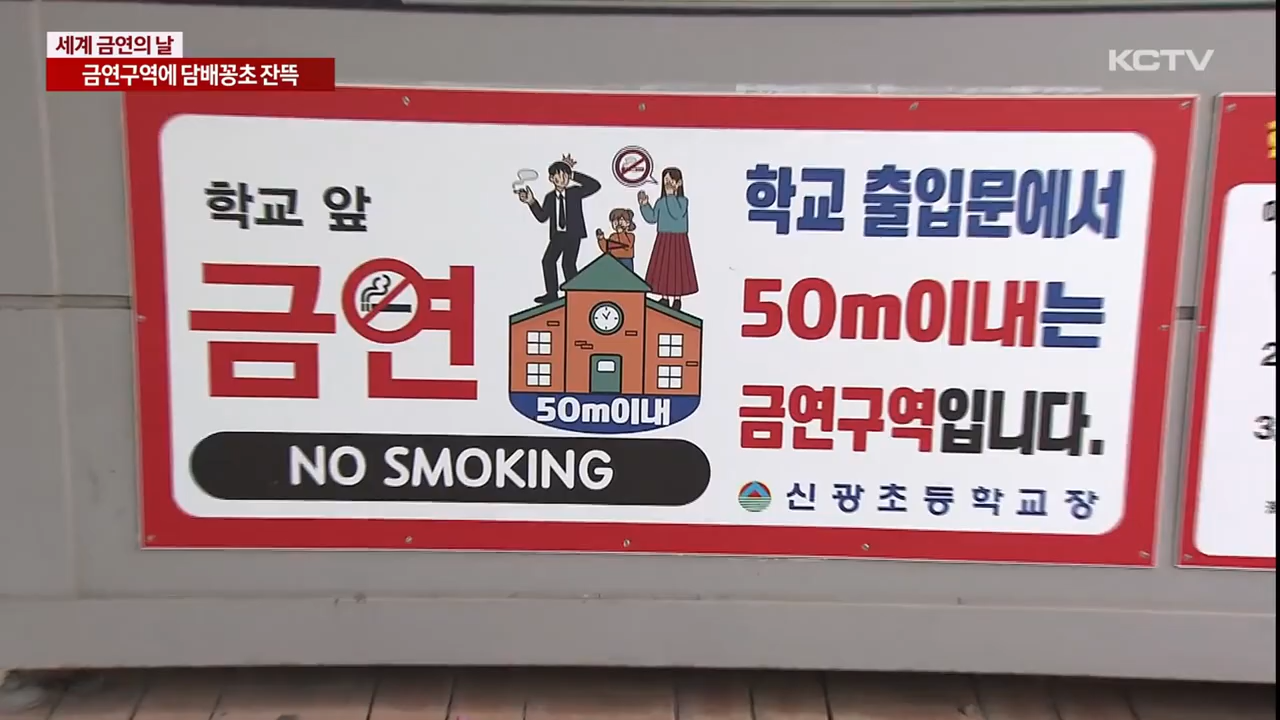 세계 금연의 날
금연구역에 담배꽁초 잔뜩
KCTV
학교 앞
금연
NO SMOKING
50m이내
학교 출입문에서
50m이내는
금연구역입니다.
신광초등학교장